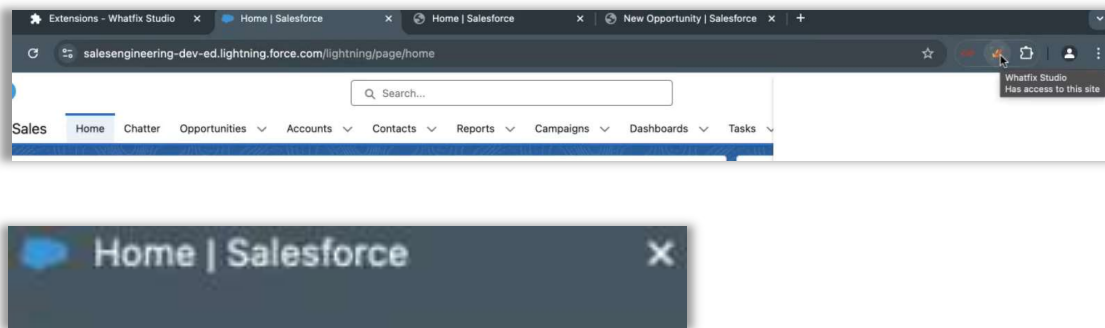 Extensions - Whatfix Studio Home | Salesforce Home | Salesforce New Opportunity | Salesforce
salesengineering-dev-ed.lightning.force.com/lightning/page/home
Whatfix Studio
Has access to this site
Search...
Sales Home Chatter Opportunities Accounts Contacts Reports Campaigns Dashboards Tasks
Home | Salesforce